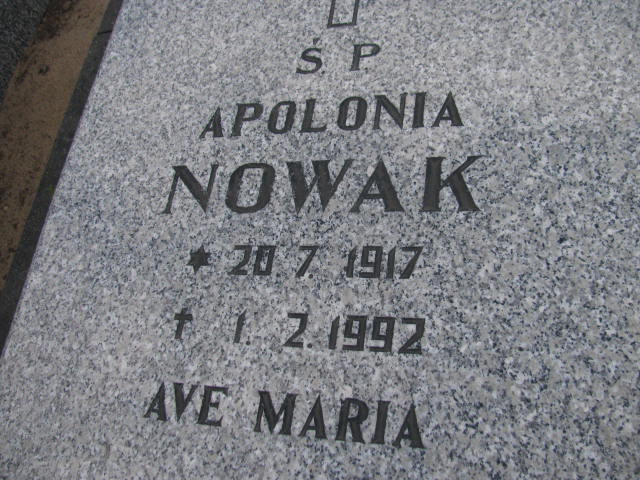 Ś. P
APOLONIA
NOWAK
* 20 7. 1917
† 1. 2. 1992
AVE MARIA